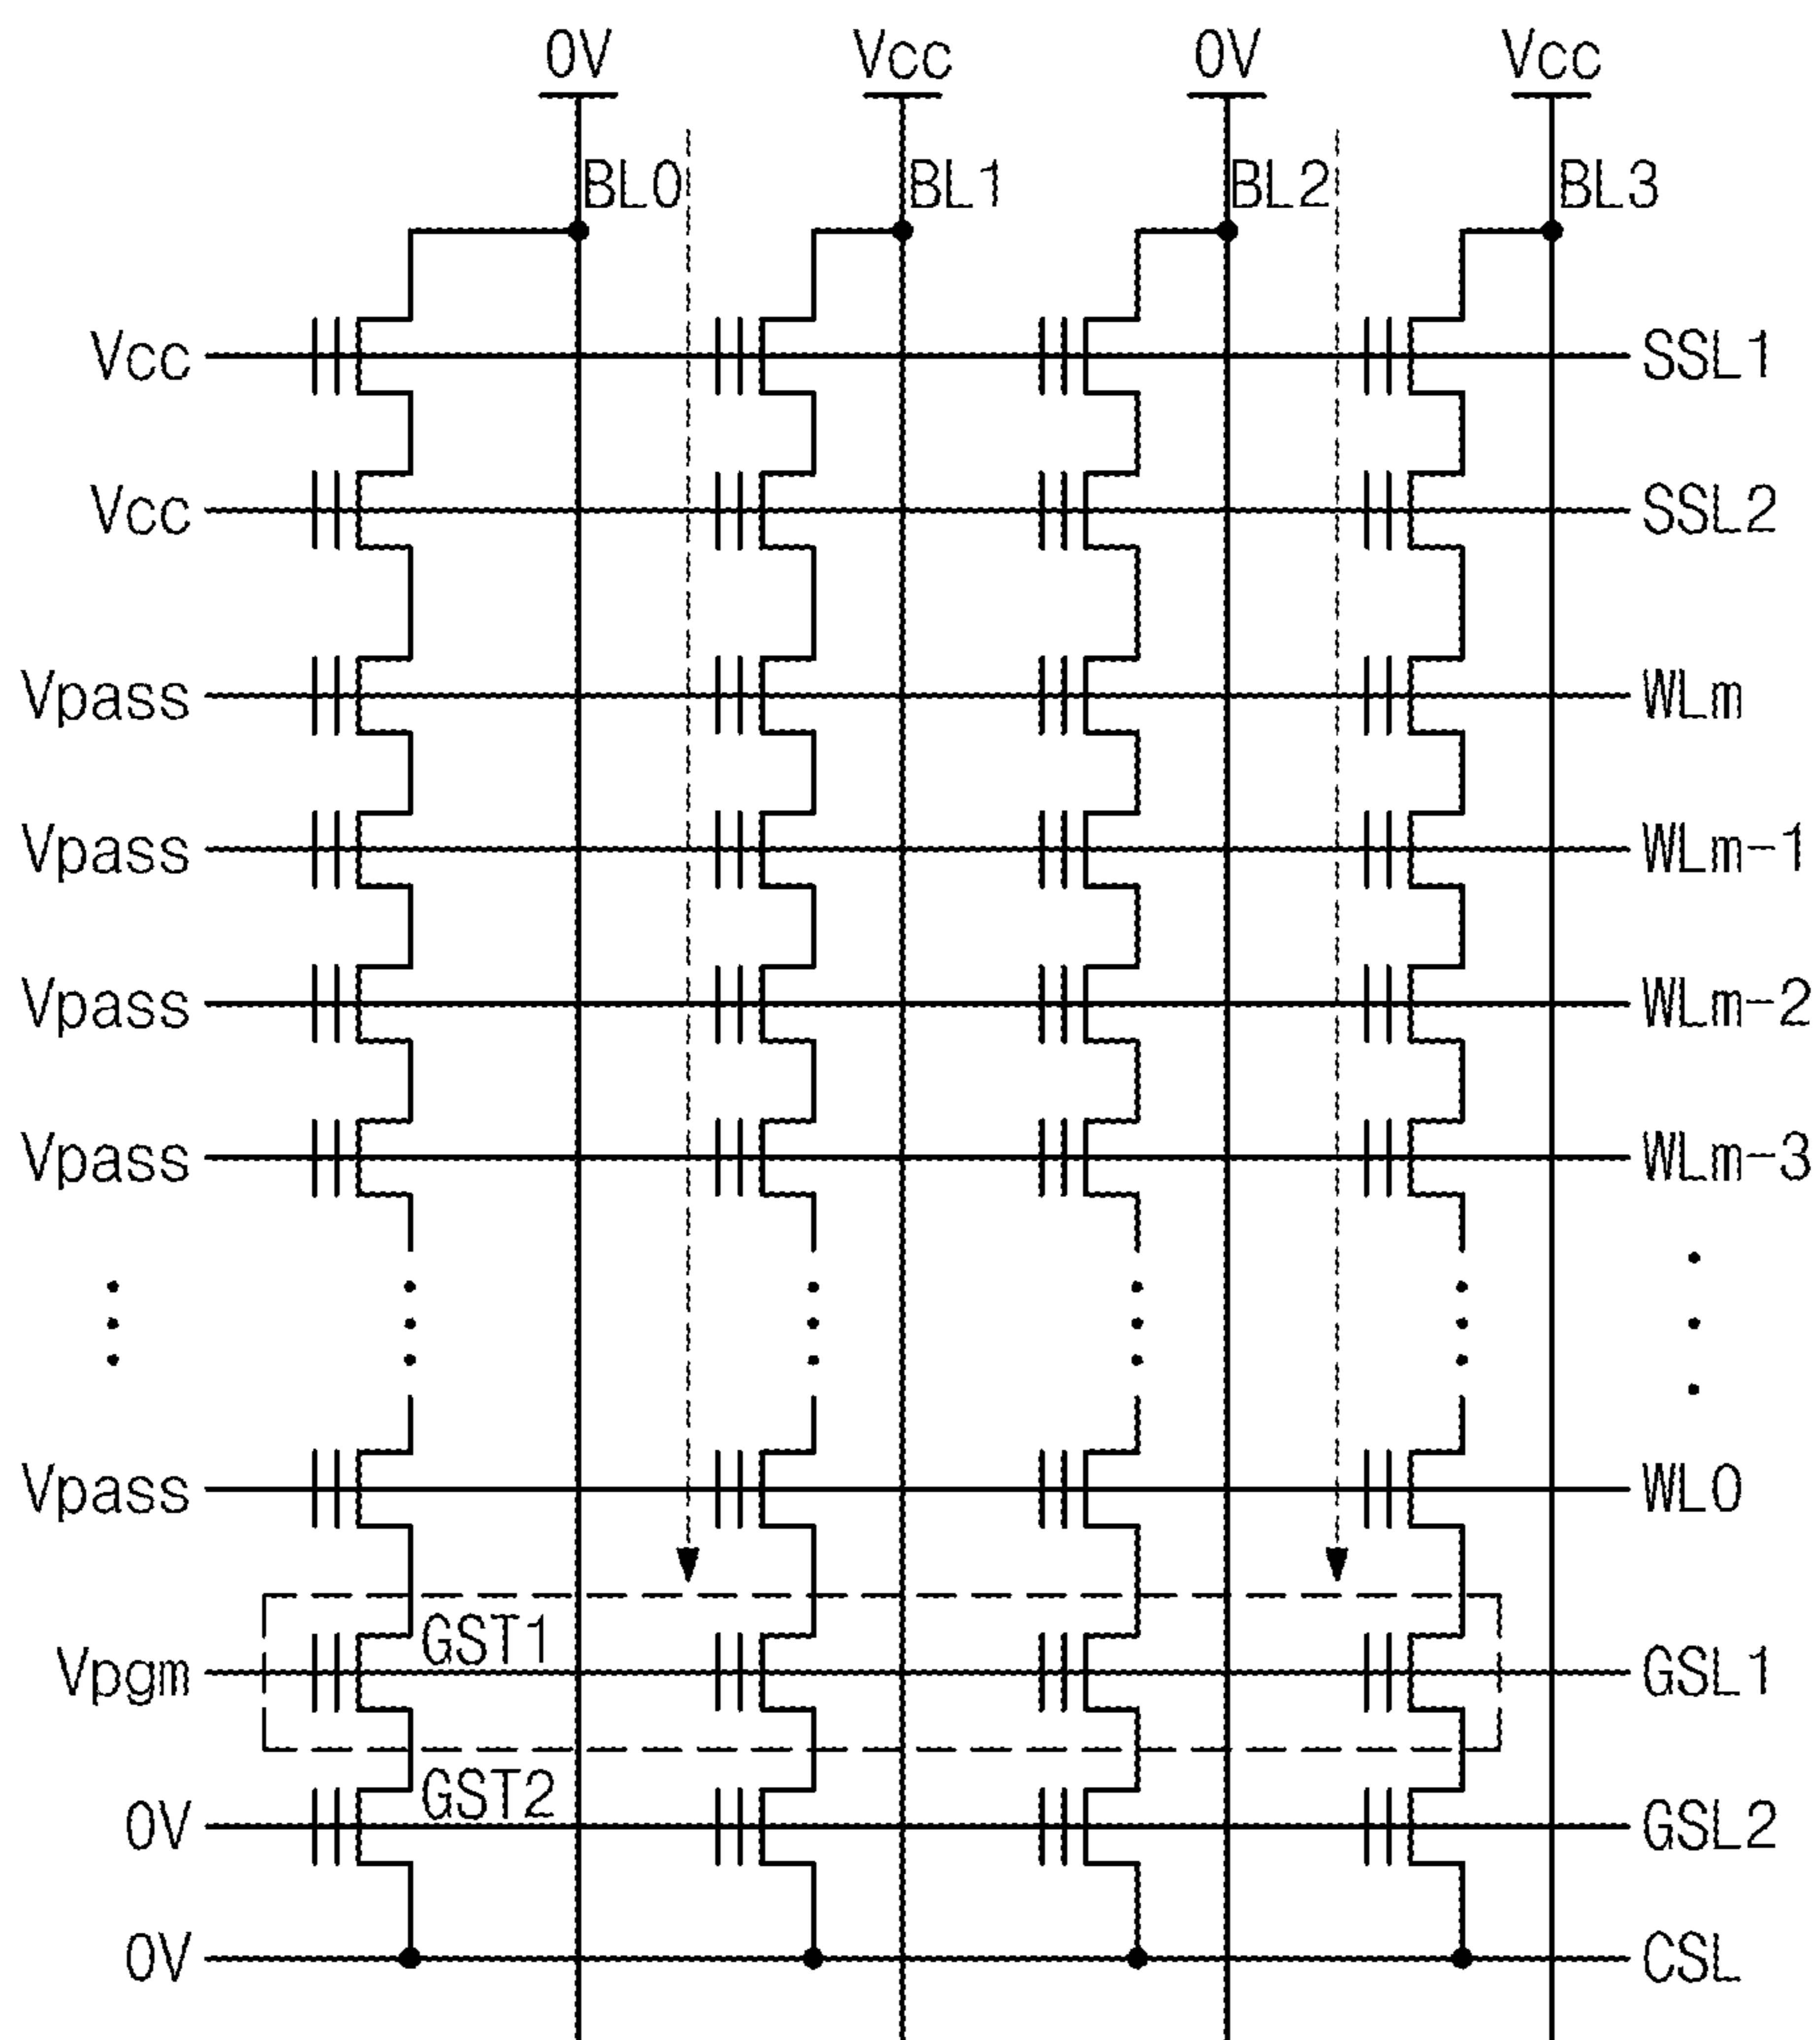 0V Vcc 0V Vcc
BL0 BL1 BL2 BL3
Vcc SSL1
Vcc SSL2
Vpass WLm
Vpass WLm-1
Vpass WLm-2
Vpass WLm-3
Vpass WL0
GST1
Vpgm GSL1
GST2
0V GSL2
0V CSL